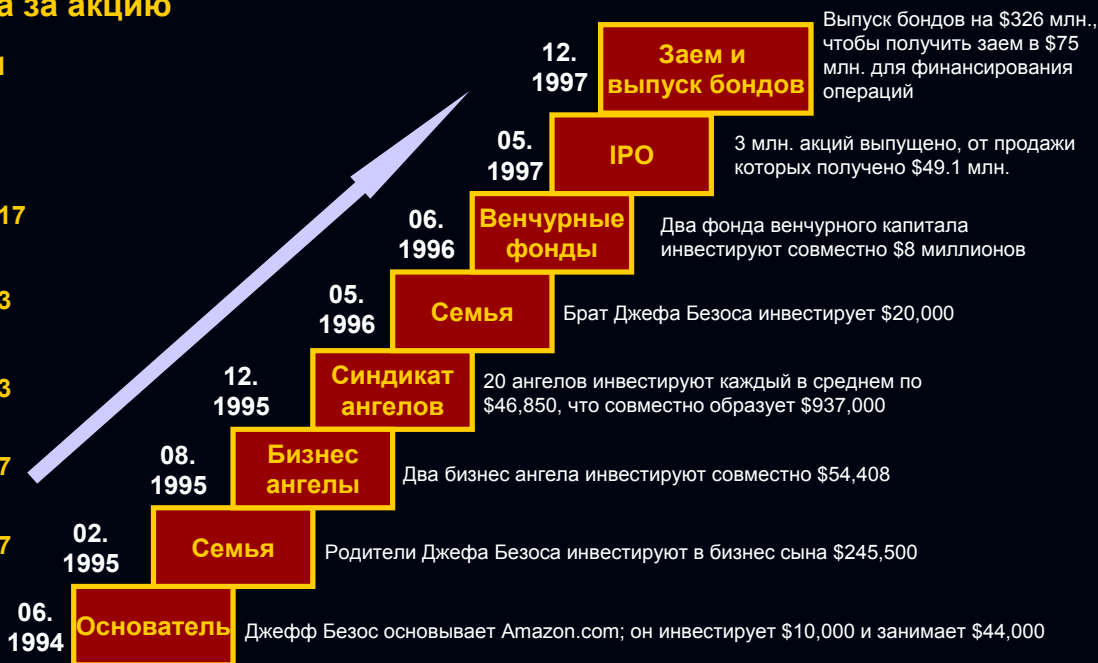 а за акцию
Выпуск бондов на $326 млн.,
чтобы получить заем в $75
млн. для финансирования
операций
12.
1997
Заем и
выпуск бондов
1
05.
1997
IPO
3 млн. акций выпущено, от продажи
которых получено $49.1 млн.
17
06.
1996
Венчурные
фонды
Два фонда венчурного капитала
инвестируют совместно $8 миллионов
3
05.
1996
Семья
Брат Джефа Безоса инвестирует $20,000
3
12.
1995
Синдикат
ангелов
20 ангелов инвестируют каждый в среднем по
$46,850, что совместно образует $937,000
7
08.
1995
Бизнес
ангелы
Два бизнес ангела инвестируют совместно $54,408
7
02.
1995
Семья
Родители Джефа Безоса инвестируют в бизнес сына $245,500
06.
1994
Основатель
Джефф Безос основывает Amazon.com; он инвестирует $10,000 и занимает $44,000